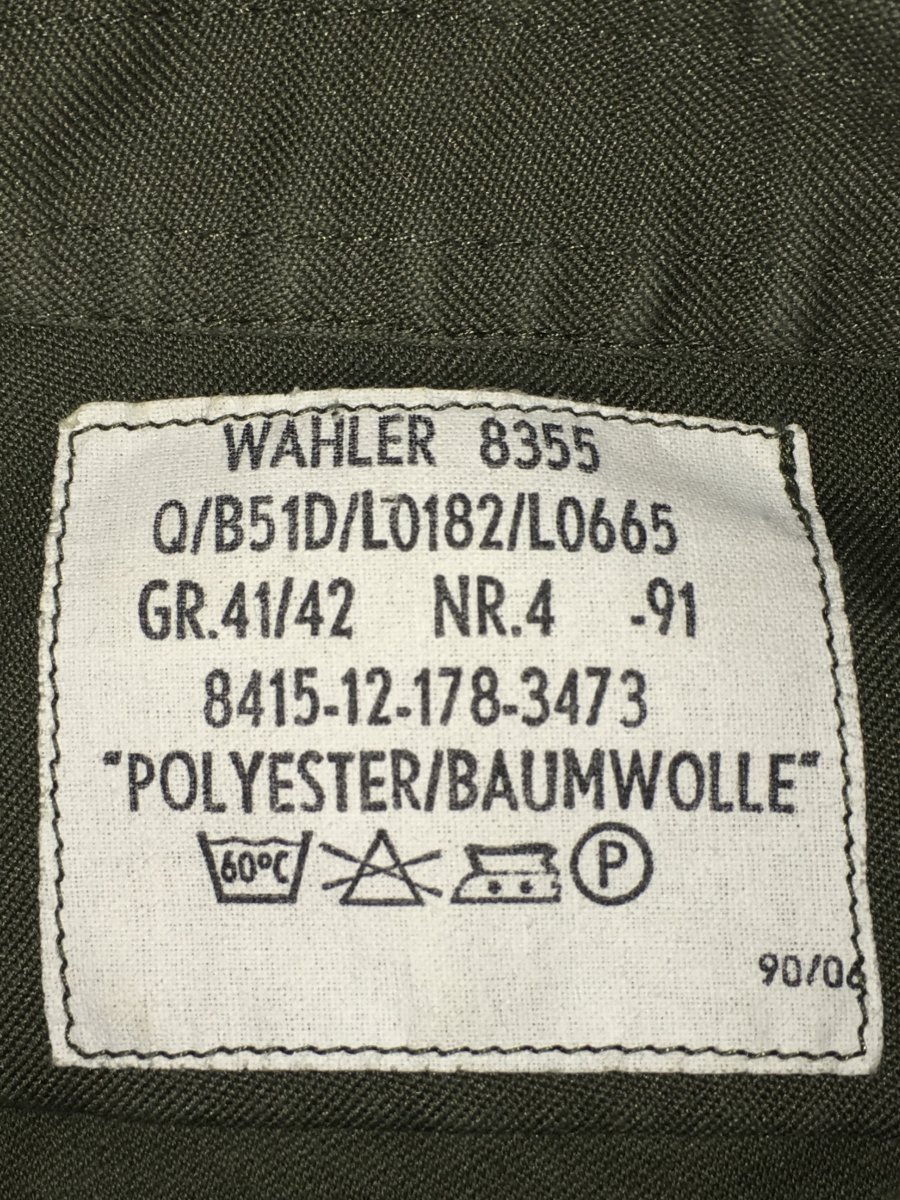 WAHLER 8355
Q/B51D/L0182/L0665
GR.41/42 NR.4 -91
8415-12-178-3473
"POLYESTER/BAUMWOLLE"
60°C P
90/06